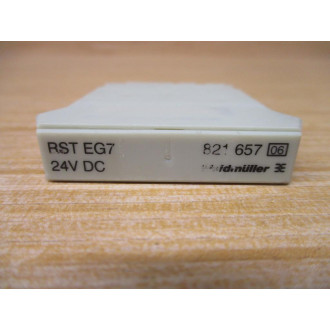 RST EG7 821 657 06
24V DC Weidmüller